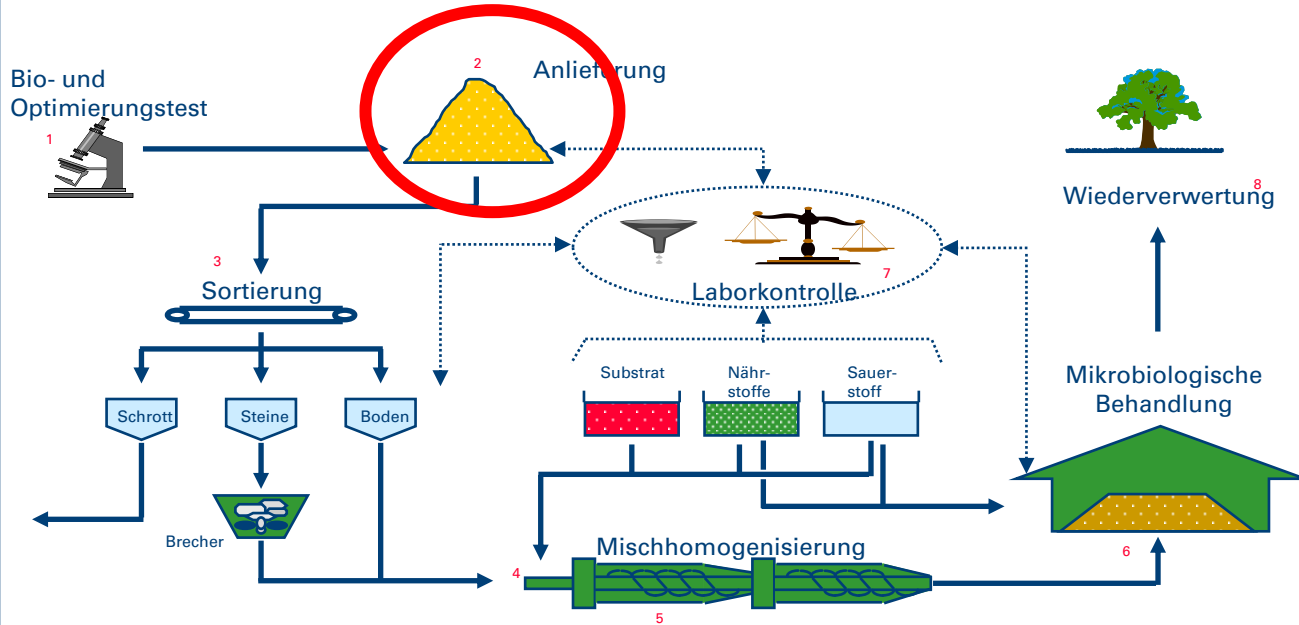 Bio- und
Optimierungstest
1
2
Anlieferung
3
Sortierung
Schrott
Steine
Boden
Brecher
7
Laborkontrolle
Substrat
Nähr-
stoffe
Sauer-
stoff
4
Mischhomogenisierung
5
6
Mikrobiologische
Behandlung
8
Wiederverwertung